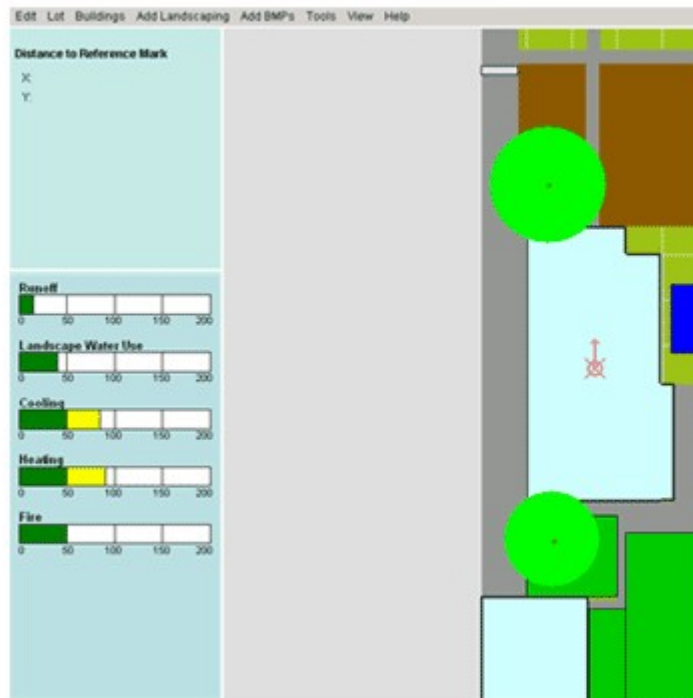 Edit Lot Buildings Add Landscaping Add BMPs Tools View Help
Distance to Reference Mark
X:
Y:
Runoff
0 50 100 150 200
Landscape Water Use
0 50 100 150 200
Cooling
0 50 100 150 200
Heating
0 50 100 150 200
Fire
0 50 100 150 200